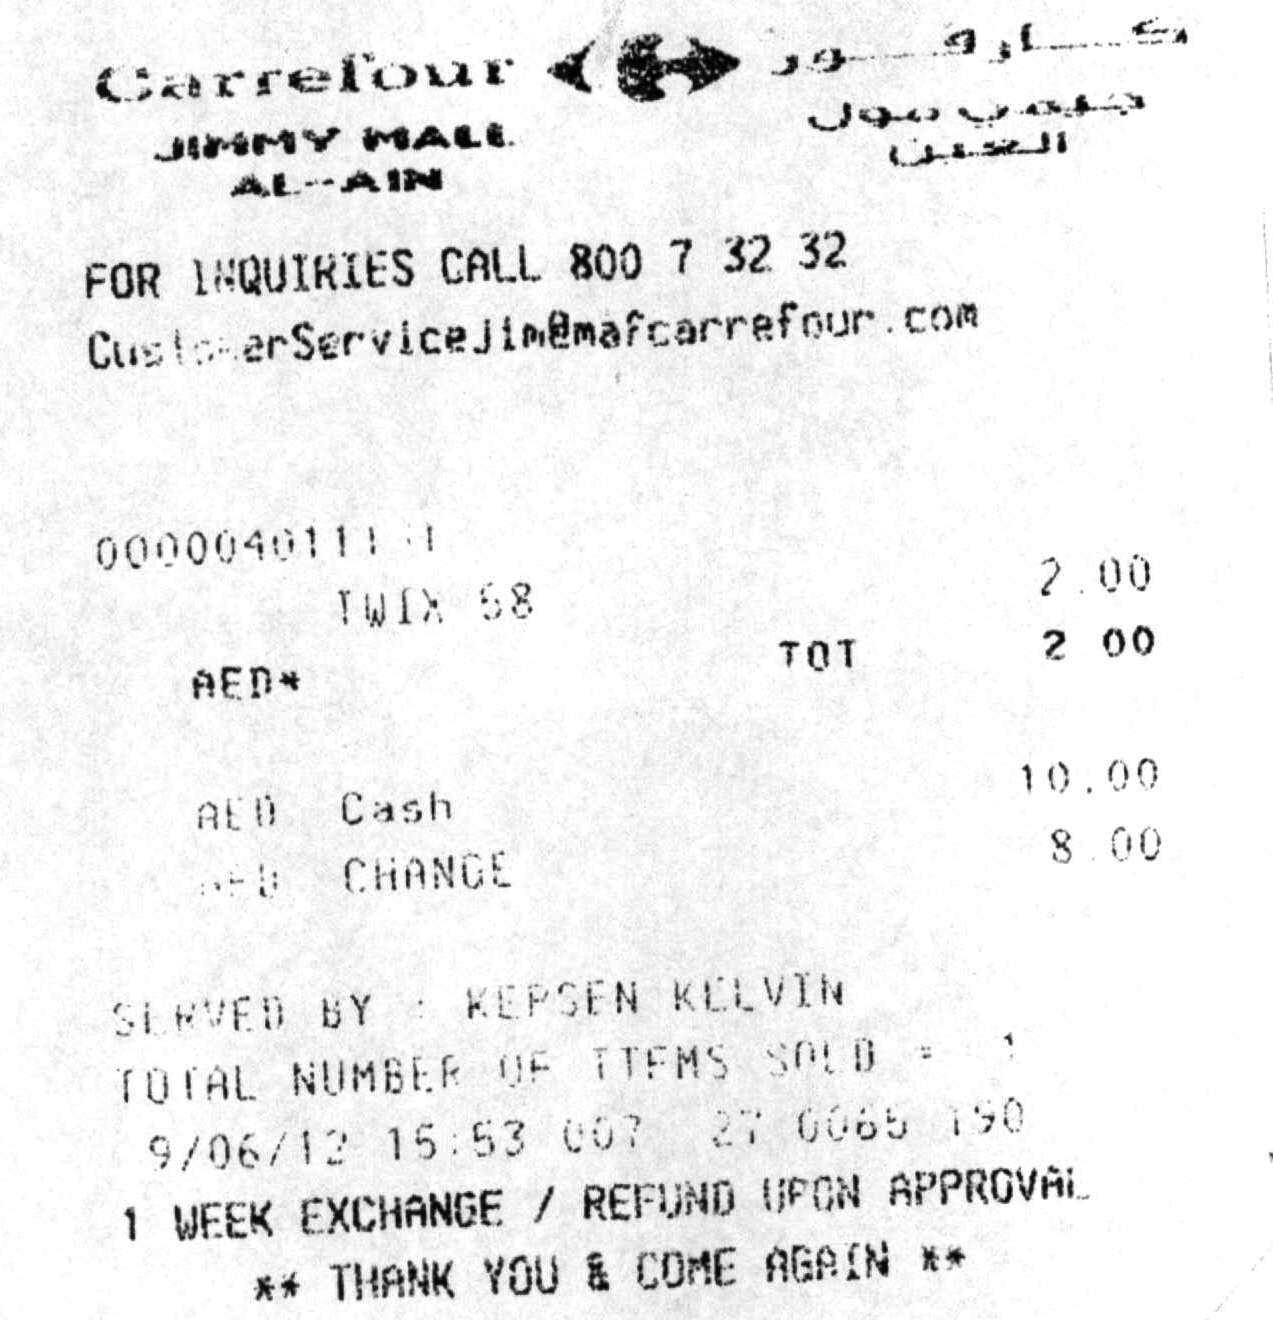 Carrefour كارفور
JIMMY MALL جيمي مول
AL-AIN العين
FOR INQUIRIES CALL 800 7 32 32
CustomerServiceJim@mafcarrefour.com
TWIX 58 2.00
AED* TOT 2 00
AED Cash 10.00
AED CHANGE 8.00
SERVED BY : KEPSEN KELVIN
TOTAL NUMBER OF ITEMS SOLD = 1
9/06/12 15:53 007 27 0065 190
1 WEEK EXCHANGE / REFUND UPON APPROVAL
** THANK YOU & COME AGAIN **